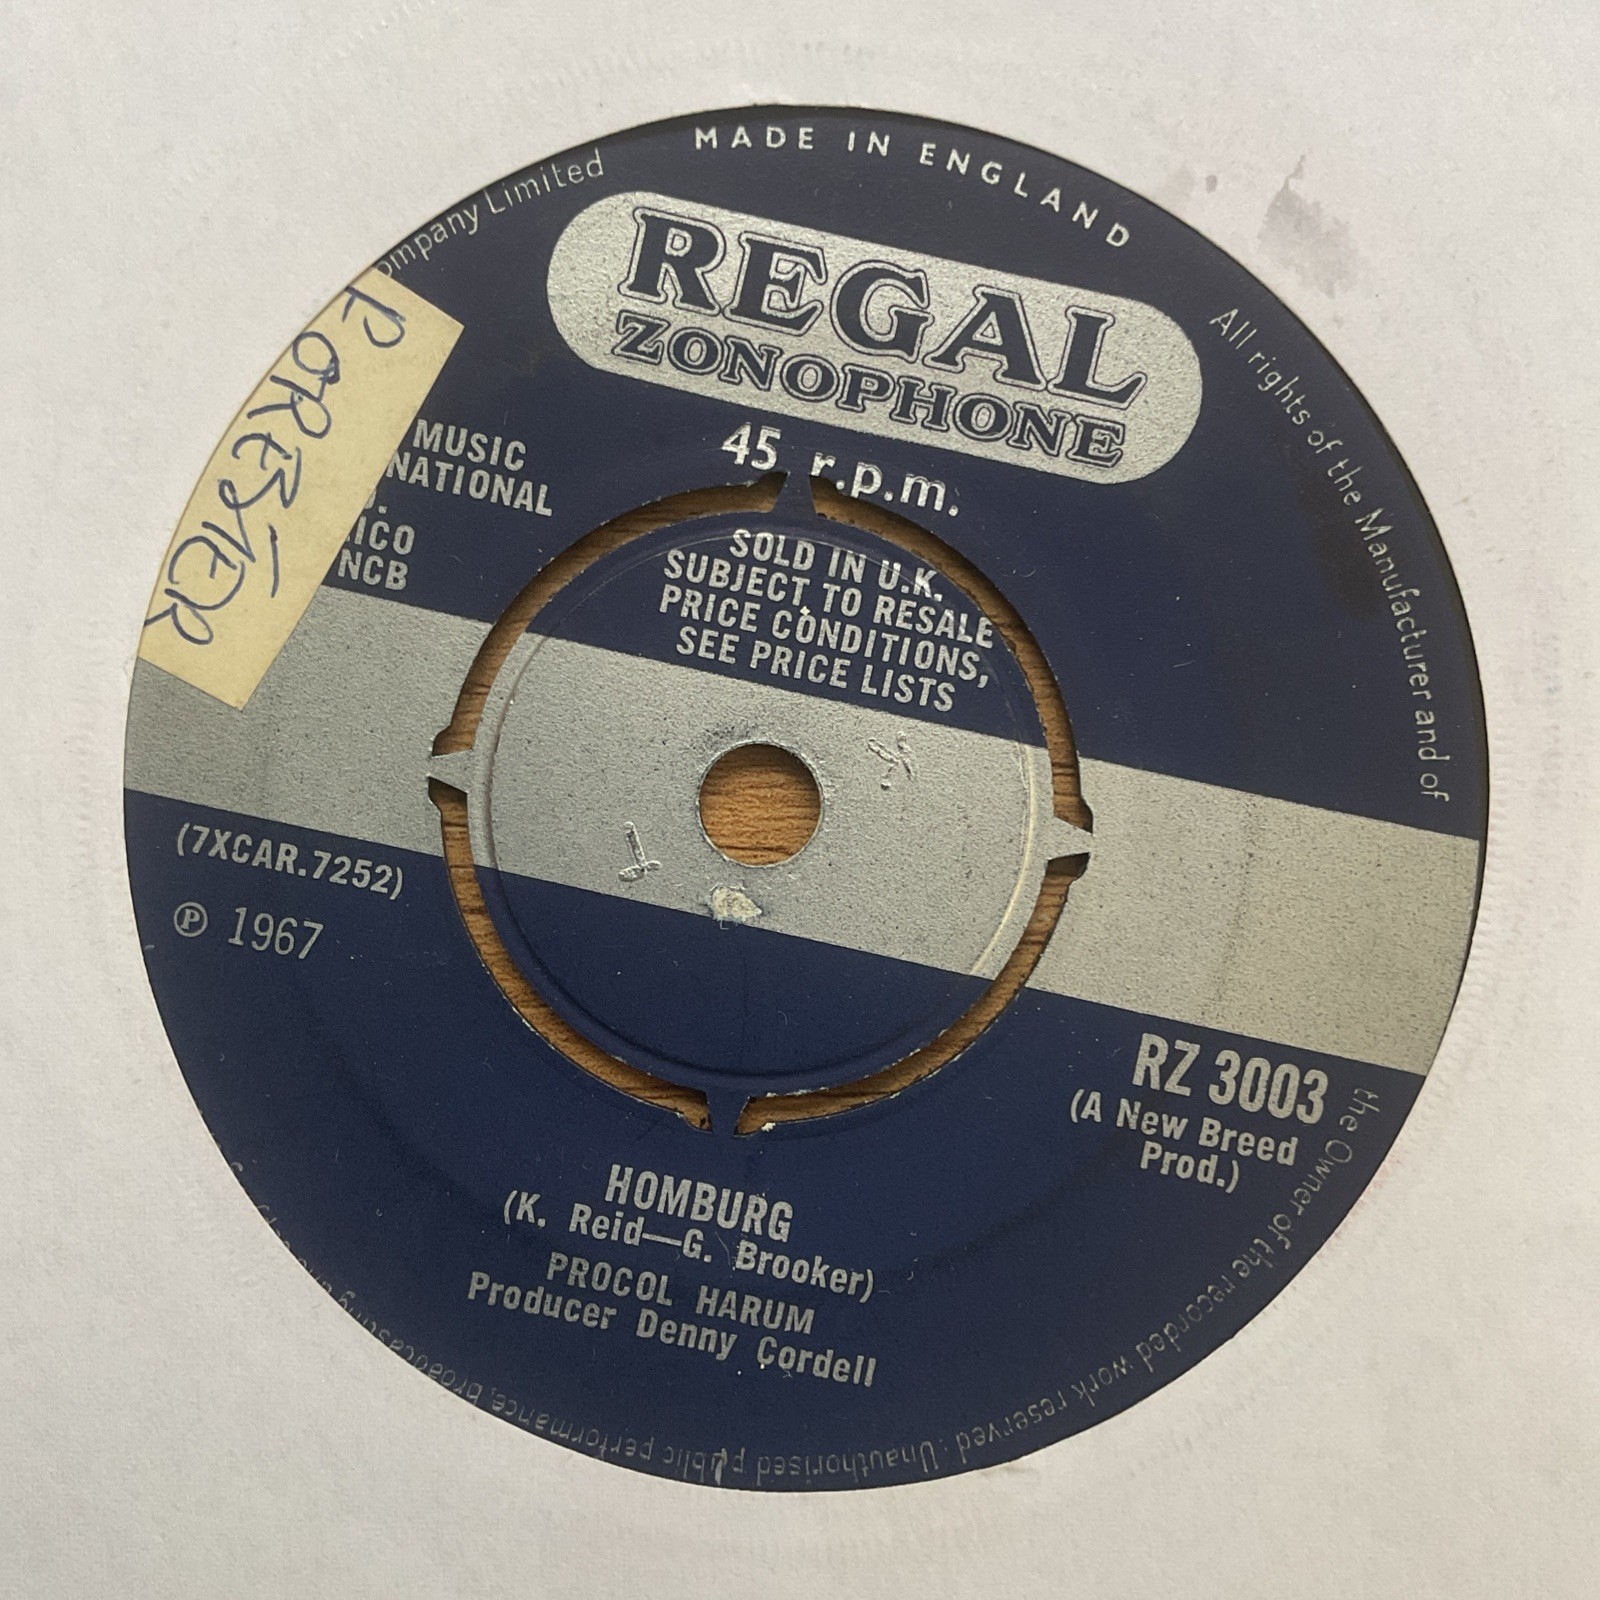 MADE IN ENGLAND
ompany Limited
REGAL
ZONOPHONE
45 r.p.m.
MUSIC
NATIONAL
ICO
NCB
SOLD IN U.K.
SUBJECT TO RESALE
PRICE CONDITIONS,
SEE PRICE LISTS
(7XCAR.7252)
℗ 1967
RZ 3003
(A New Breed
Prod.)
HOMBURG
(K. Reid—G. Brooker)
PROCOL HARUM
Producer Denny Cordell
All rights of the Manufacturer and of
the Owner of the recorded work reserved. Unauthorised public performance, broadcasting